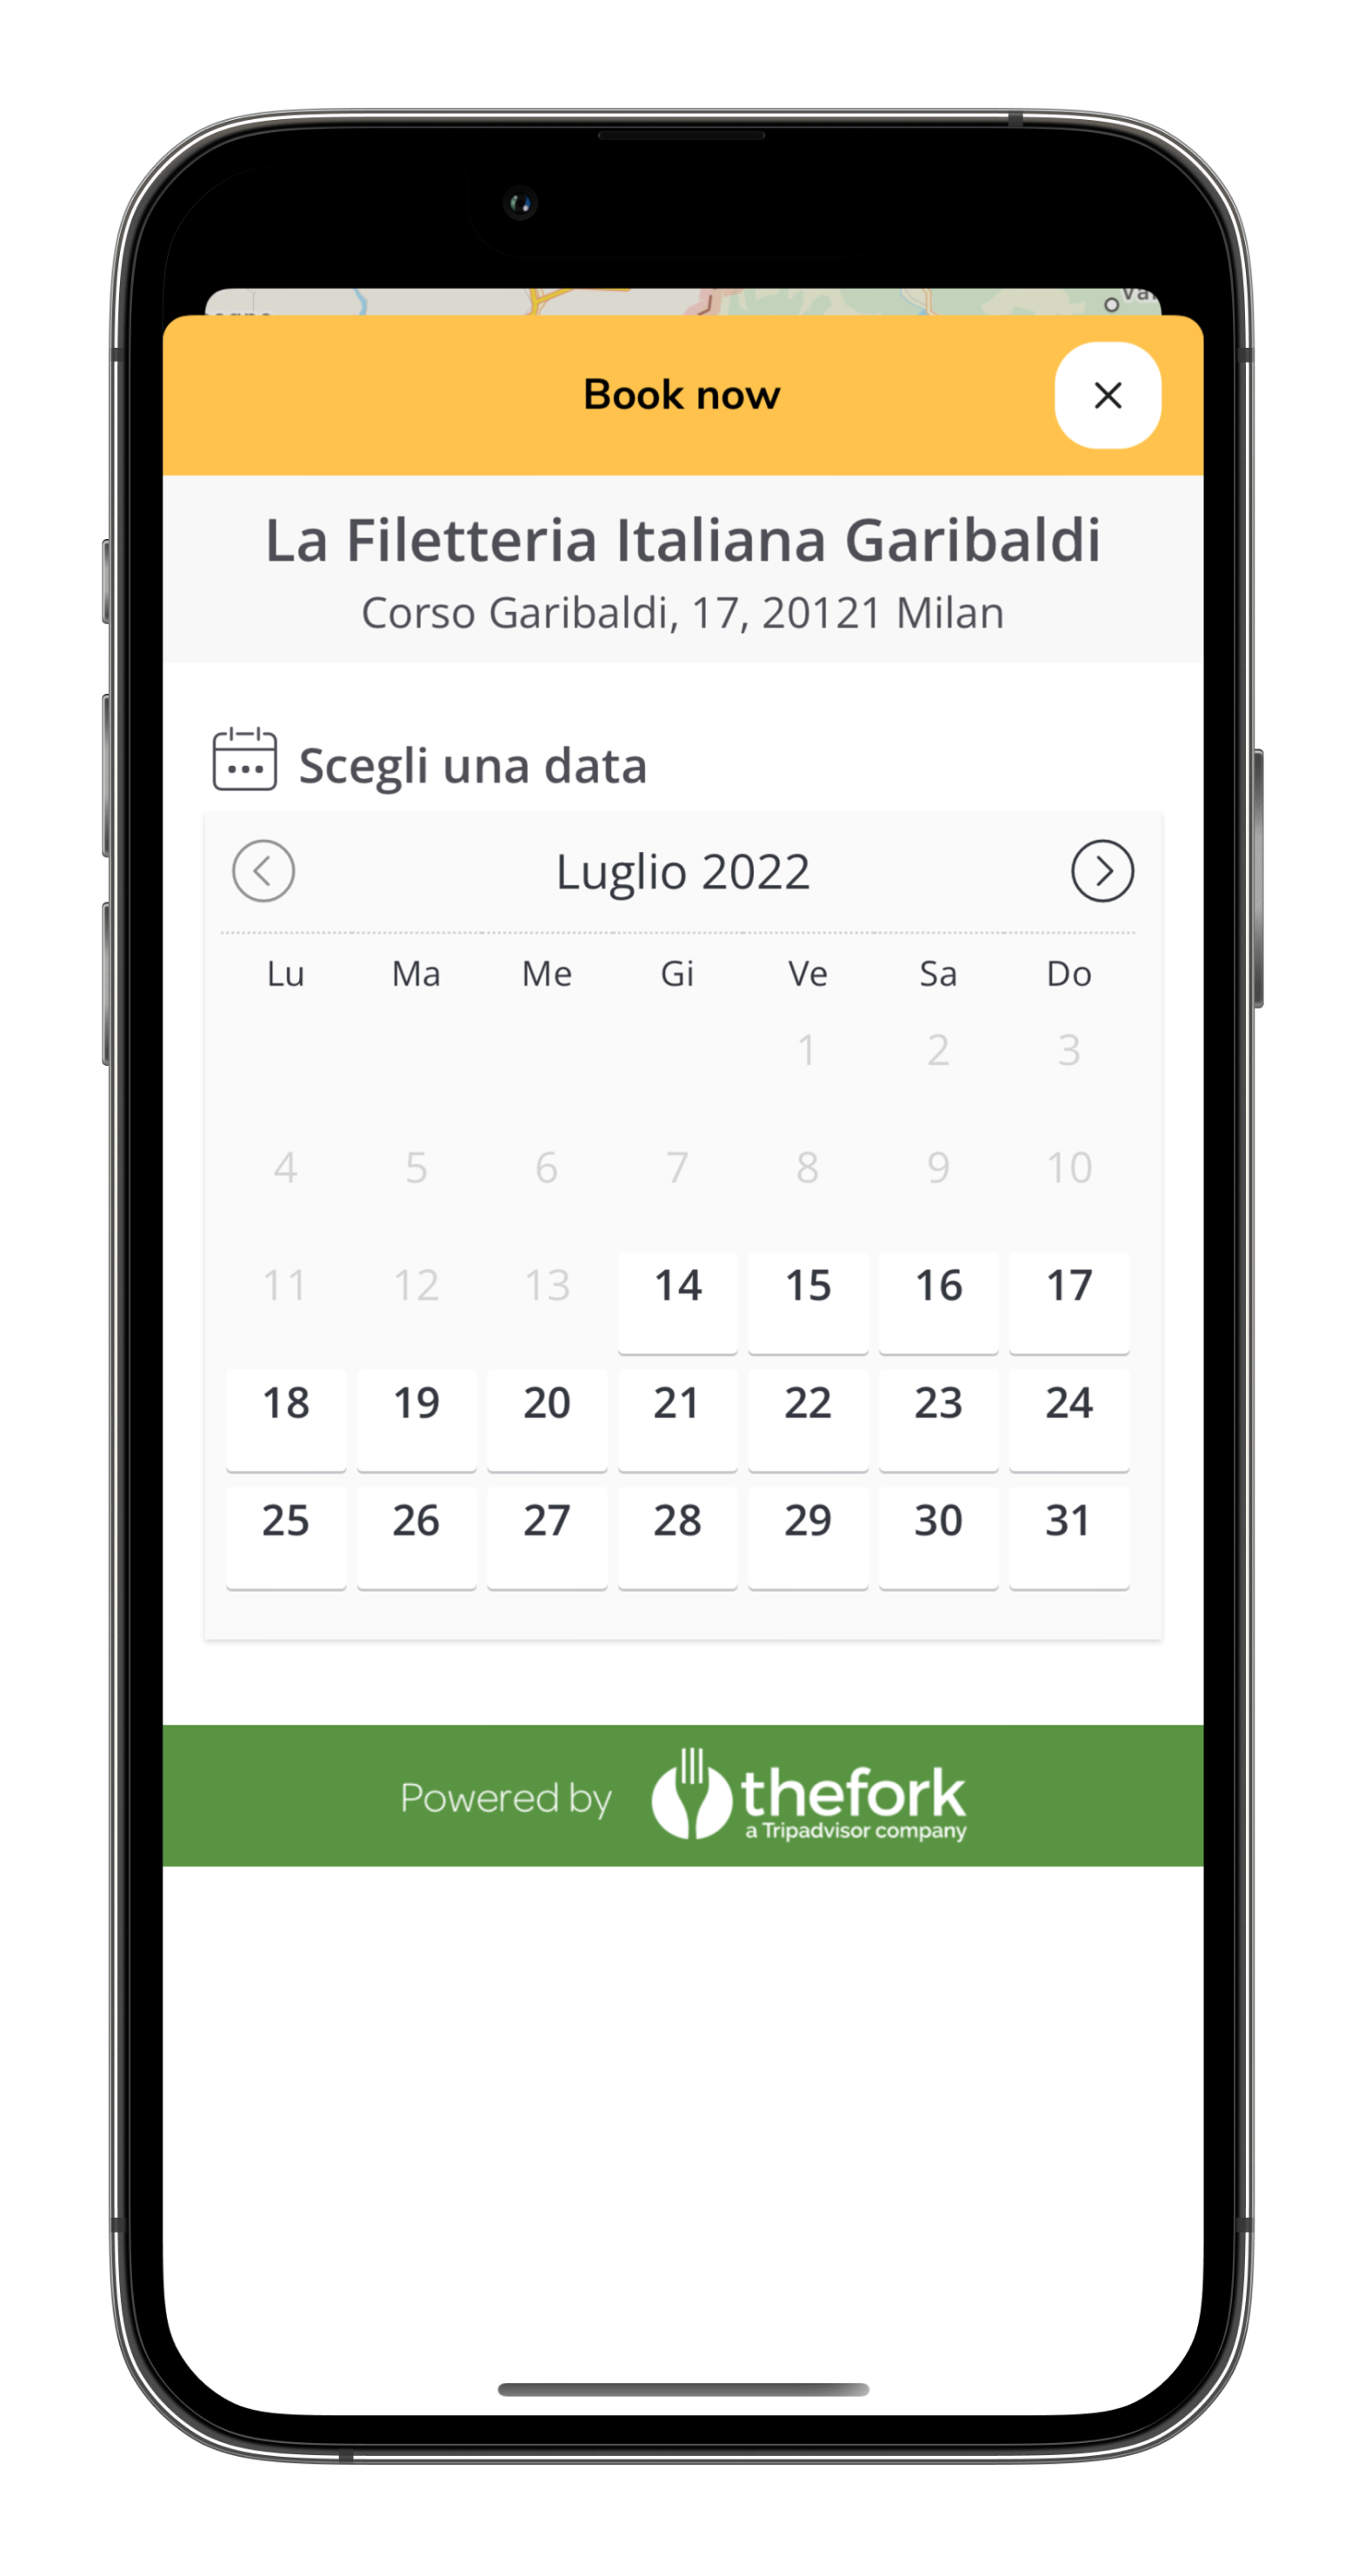 Book now
La Filetteria Italiana Garibaldi
Corso Garibaldi, 17, 20121 Milan
Scegli una data
Luglio 2022
Lu Ma Me Gi Ve Sa Do
1 2 3
4 5 6 7 8 9 10
11 12 13 14 15 16 17
18 19 20 21 22 23 24
25 26 27 28 29 30 31
Powered by thefork
a Tripadvisor company